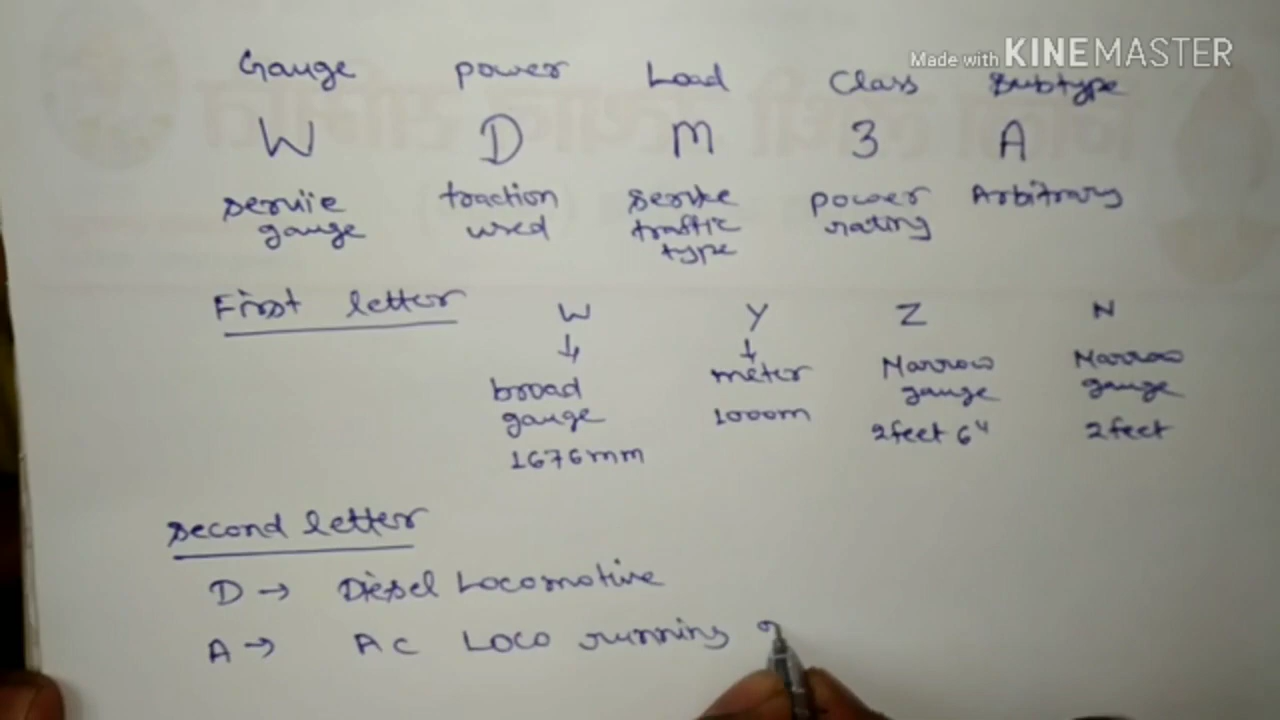 Made with KINEMASTER
Gauge power Load Class Subtype
W D M 3 A
service traction service power Arbitrary
gauge used traffic rating
type
First letter W Y Z N
broad meter Narrow Narrow
gauge 1000m gauge gauge
1676mm 2feet 6" 2feet
Second letter
D → Diesel Locomotive
A → AC Loco running